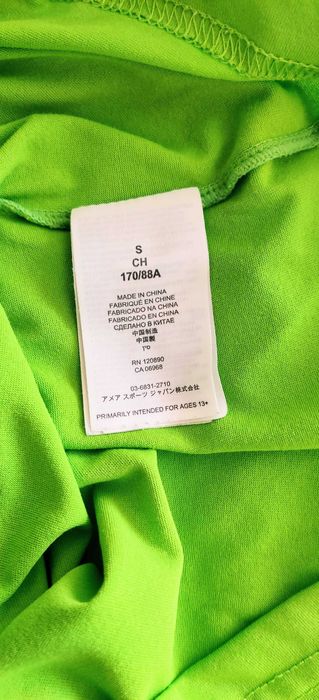 S
CH
170/88A
MADE IN CHINA
FABRIQUÉ EN CHINE
FABRICADO NA CHINA
FABRICADO EN CHINA
СДЕЛАНО В КИТАЕ
中国制造
中國製
סין
RN 120890
CA 06968
03-6831-2710
アメア スポーツ ジャパン株式会社
PRIMARILY INTENDED FOR AGES 13+